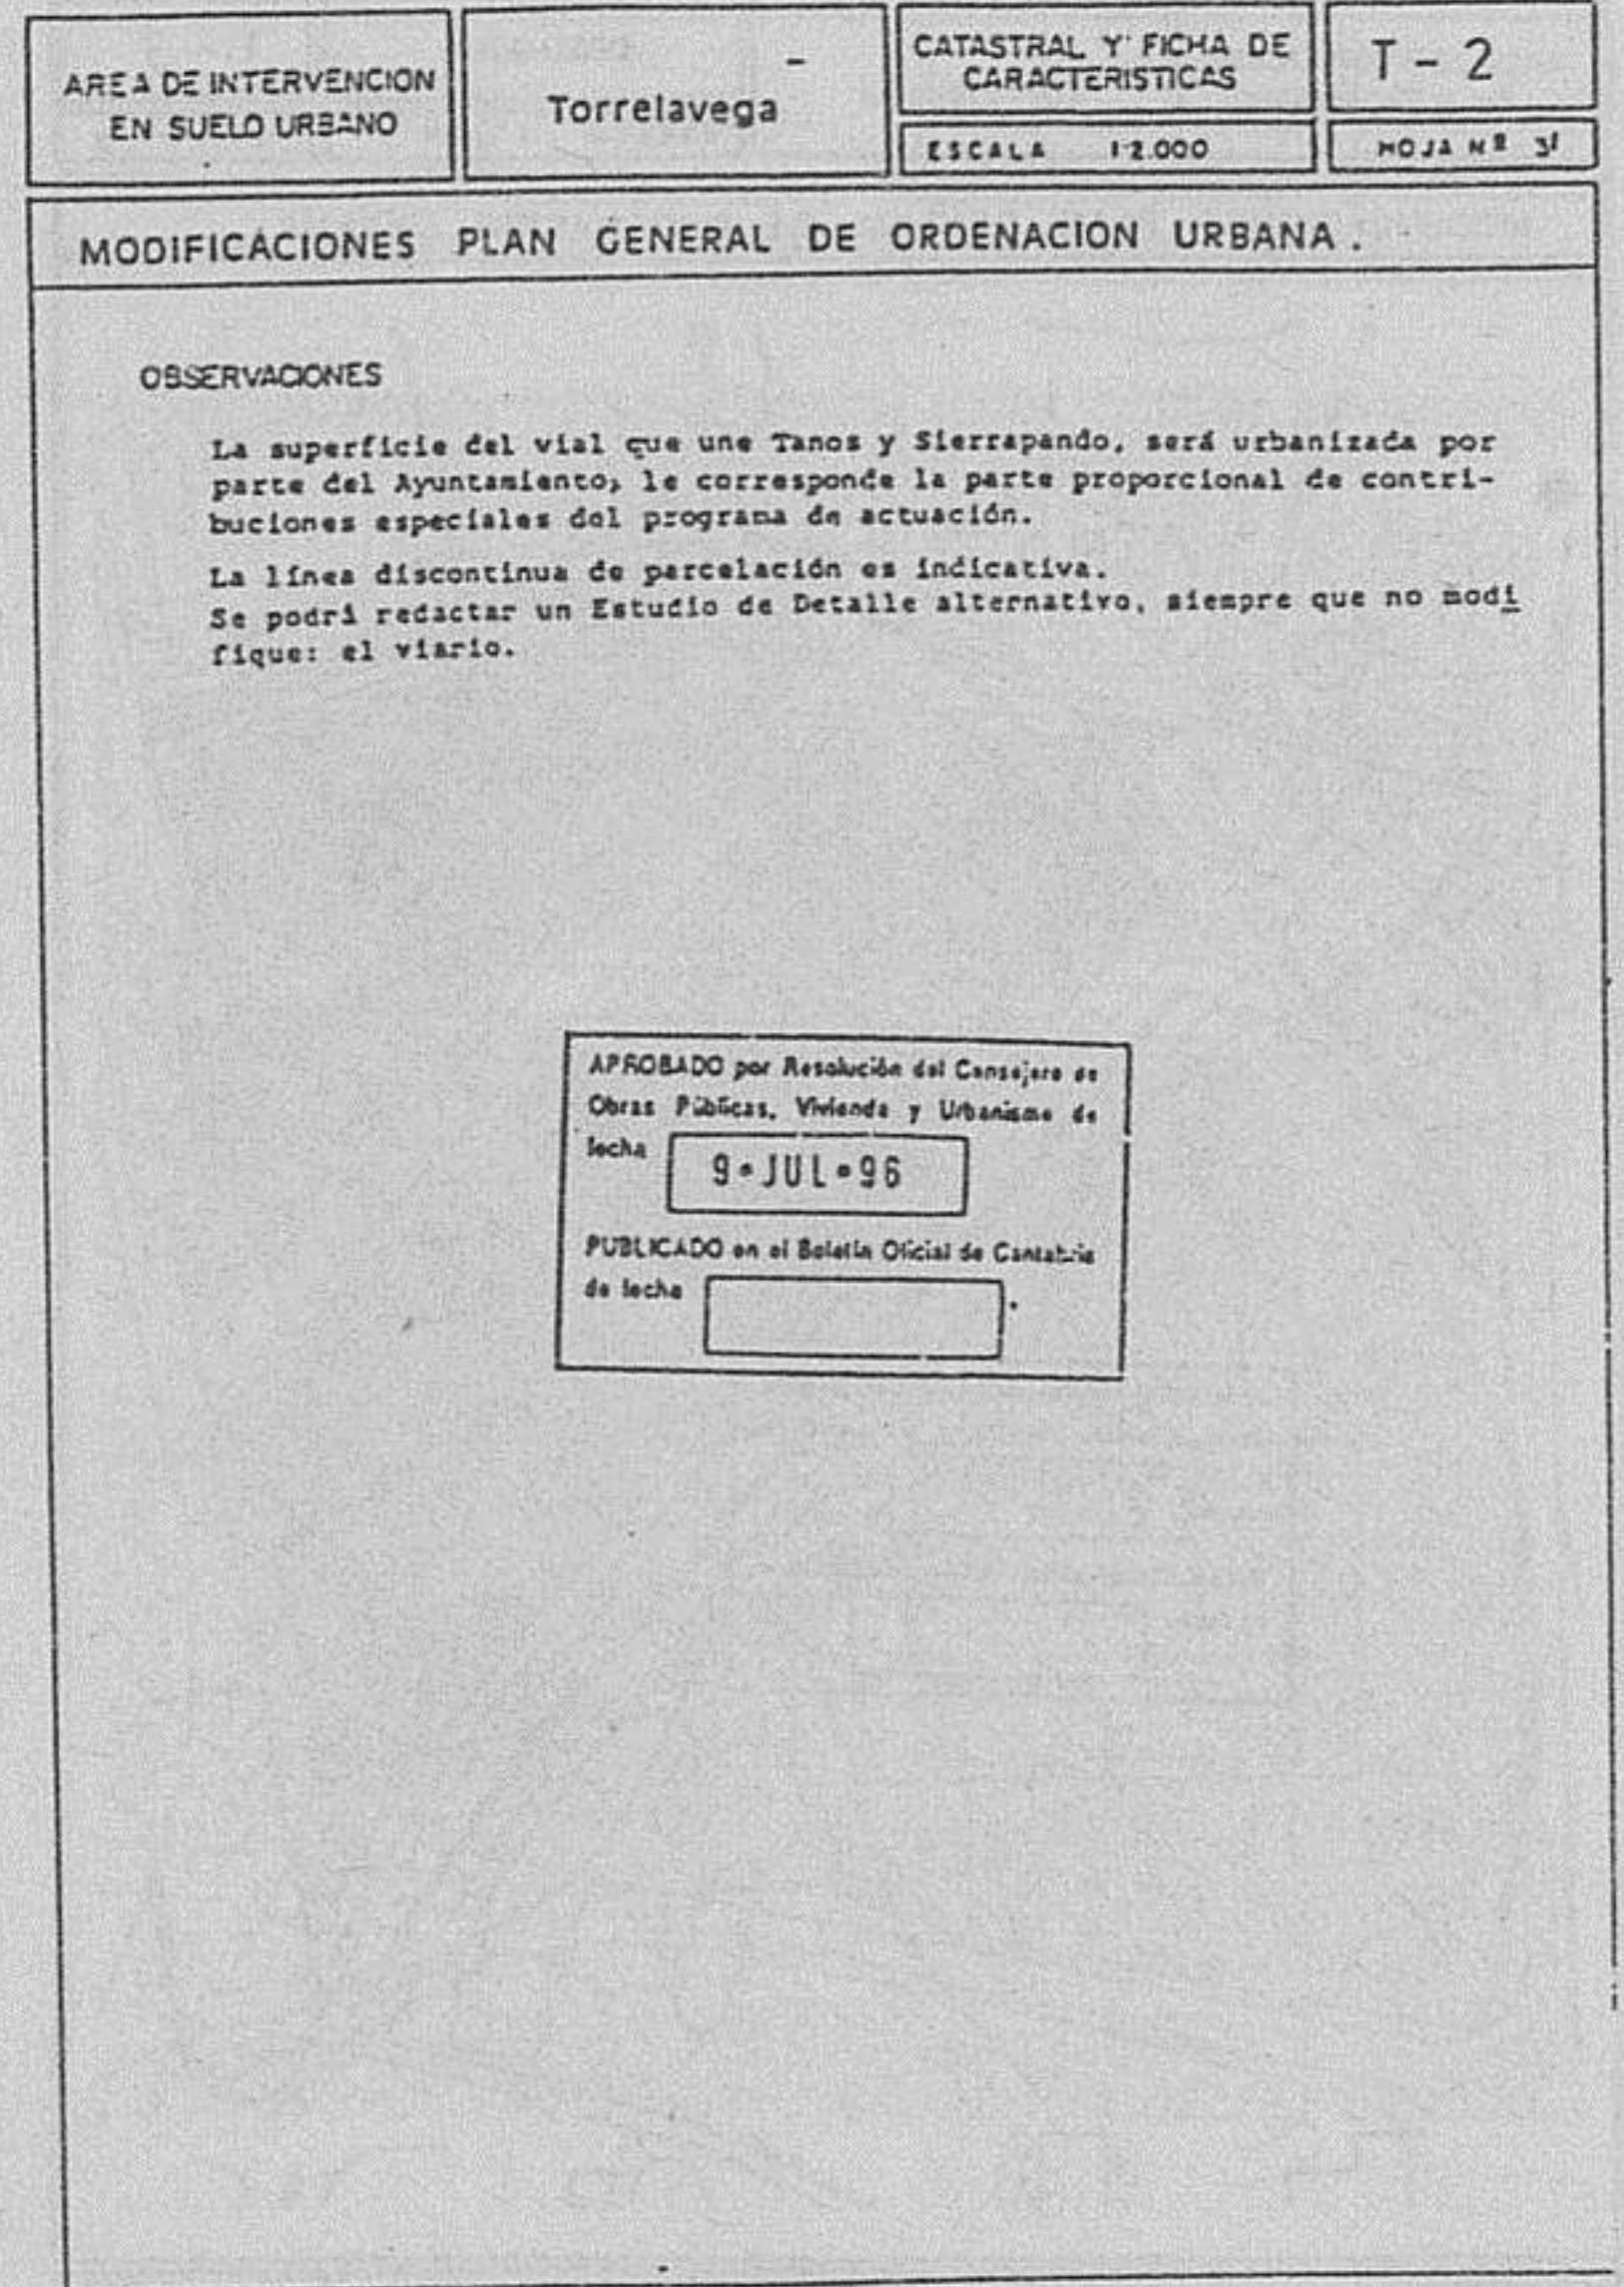 AREA DE INTERVENCION
EN SUELO URBANO
Torrelavega
CATASTRAL Y FICHA DE
CARACTERISTICAS
ESCALA 1:2.000
T - 2
HOJA Nº
MODIFICACIONES PLAN GENERAL DE ORDENACION URBANA.
OBSERVACIONES
La superficie del vial que une Tanos y Sierrapando, será urbanizada por
parte del Ayuntamiento, le corresponde la parte proporcional de contri-
buciones especiales del programa de actuación.
La línea discontinua de parcelación es indicativa.
Se podrá redactar un Estudio de Detalle alternativo, siempre que no modi
fique: el viario.
APROBADO por Resolución del Consejero de
Obras Públicas, Vivienda y Urbanismo de
fecha 9-JUL-96
PUBLICADO en el Boletín Oficial de Cantabria
de fecha .